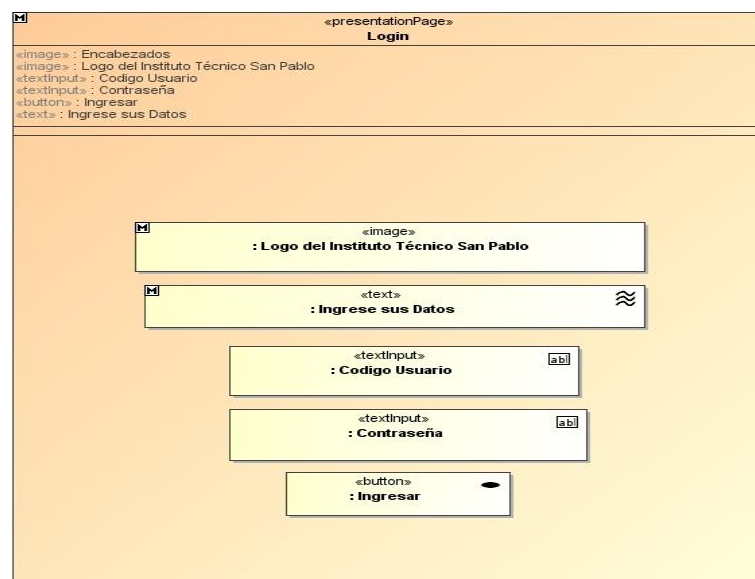 M
«presentationPage»
Login
«image» : Encabezados
«image» : Logo del Instituto Técnico San Pablo
«textInput» : Codigo Usuario
«textInput» : Contraseña
«button» : Ingresar
«text» : Ingrese sus Datos
M
«image»
: Logo del Instituto Técnico San Pablo
M
«text»
: Ingrese sus Datos
«textInput»
: Codigo Usuario
ab|
«textInput»
: Contraseña
ab|
«button»
: Ingresar